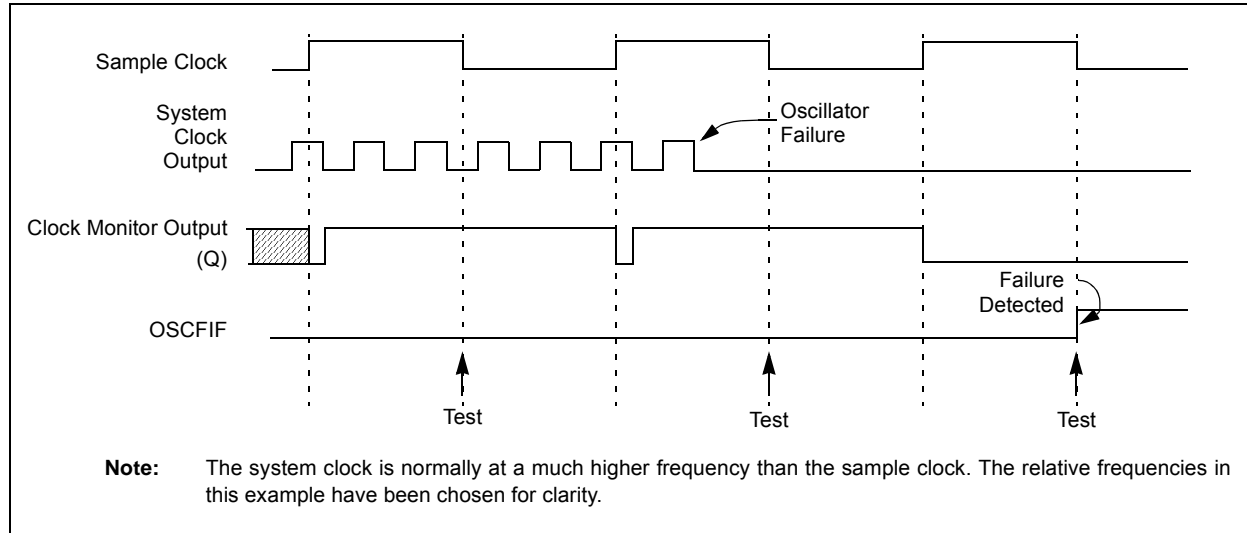 Sample Clock
System
Clock
Output
Oscillator
Failure
Clock Monitor Output
(Q)
Failure
Detected
OSCFIF
Test
Test
Test
Note: The system clock is normally at a much higher frequency than the sample clock. The relative frequencies in
this example have been chosen for clarity.